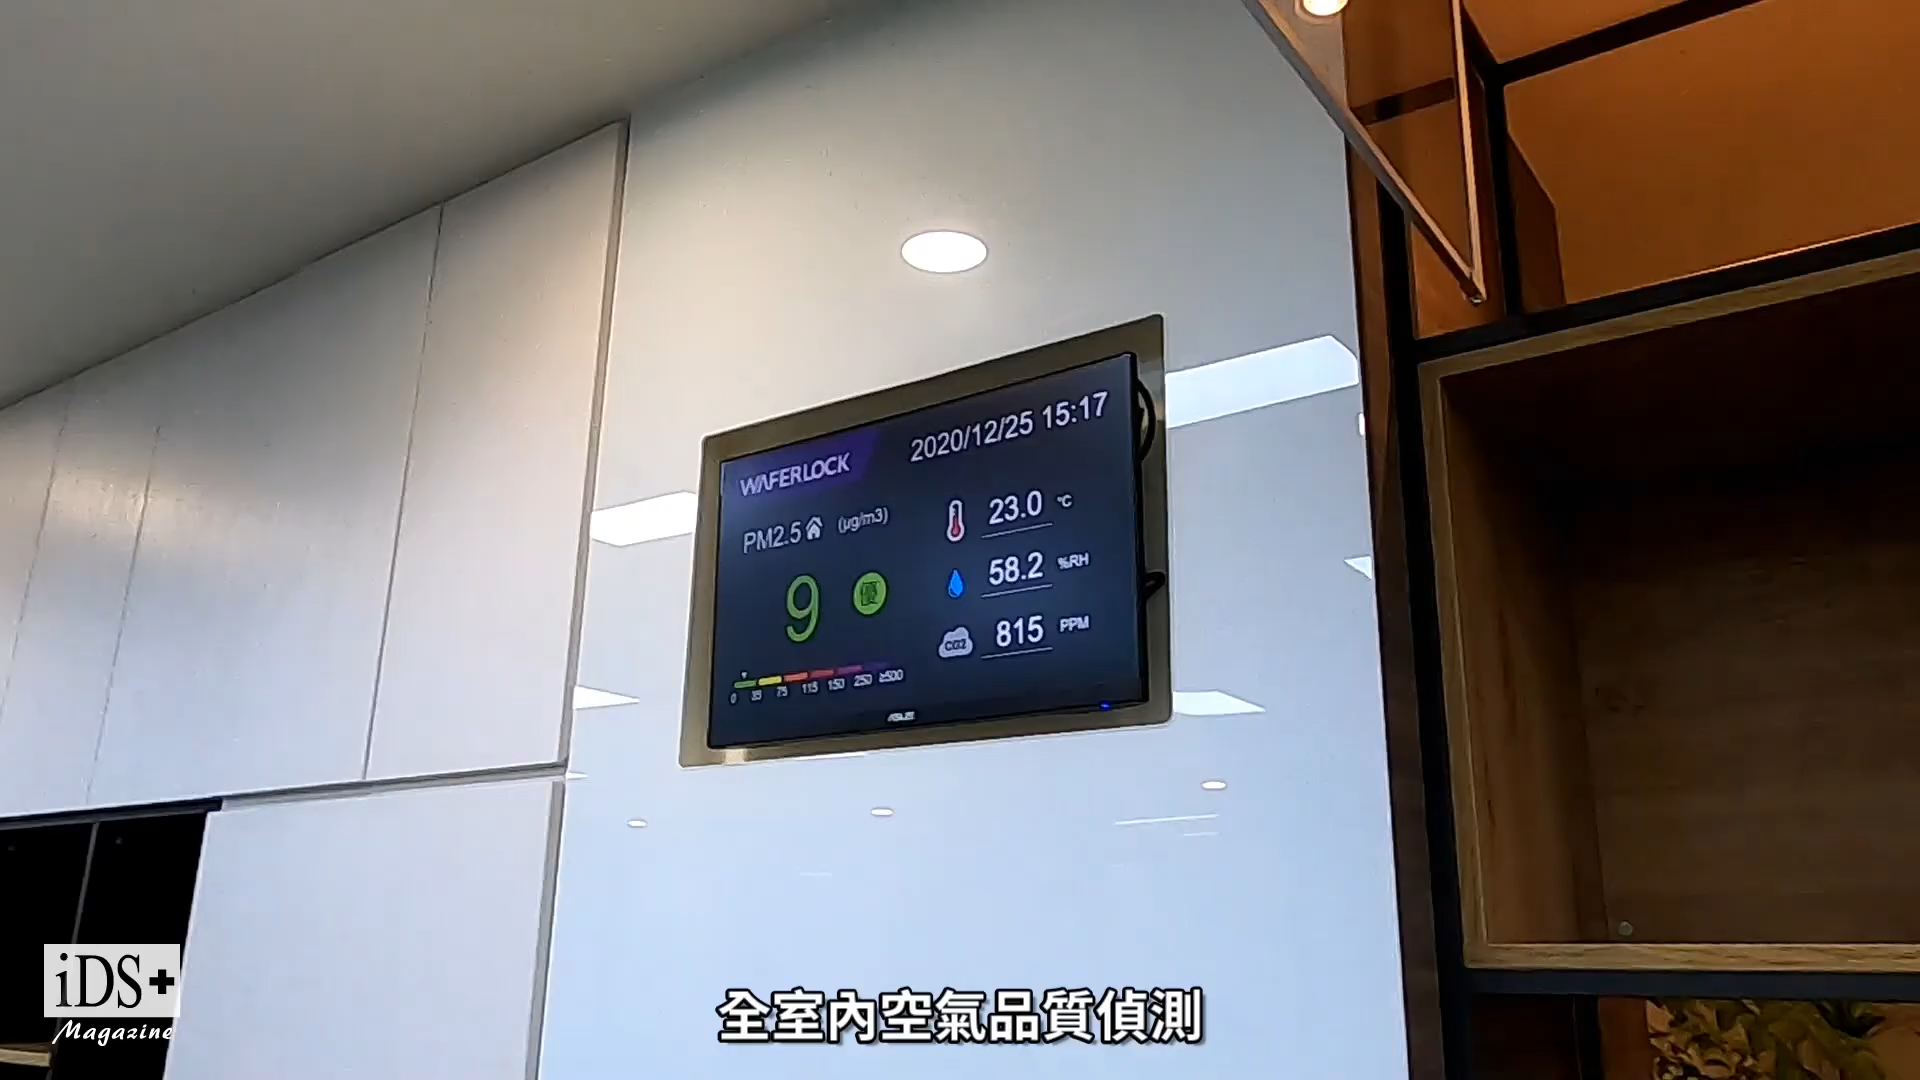 WAFERLOCK
2020/12/25 15:17
PM2.5 (μg/m3)
9 優
0 35 75 115 150 250 ≥500
23.0 °C
58.2 %RH
CO2 815 PPM
ASUS
iDS+
Magazine
全室內空氣品質偵測